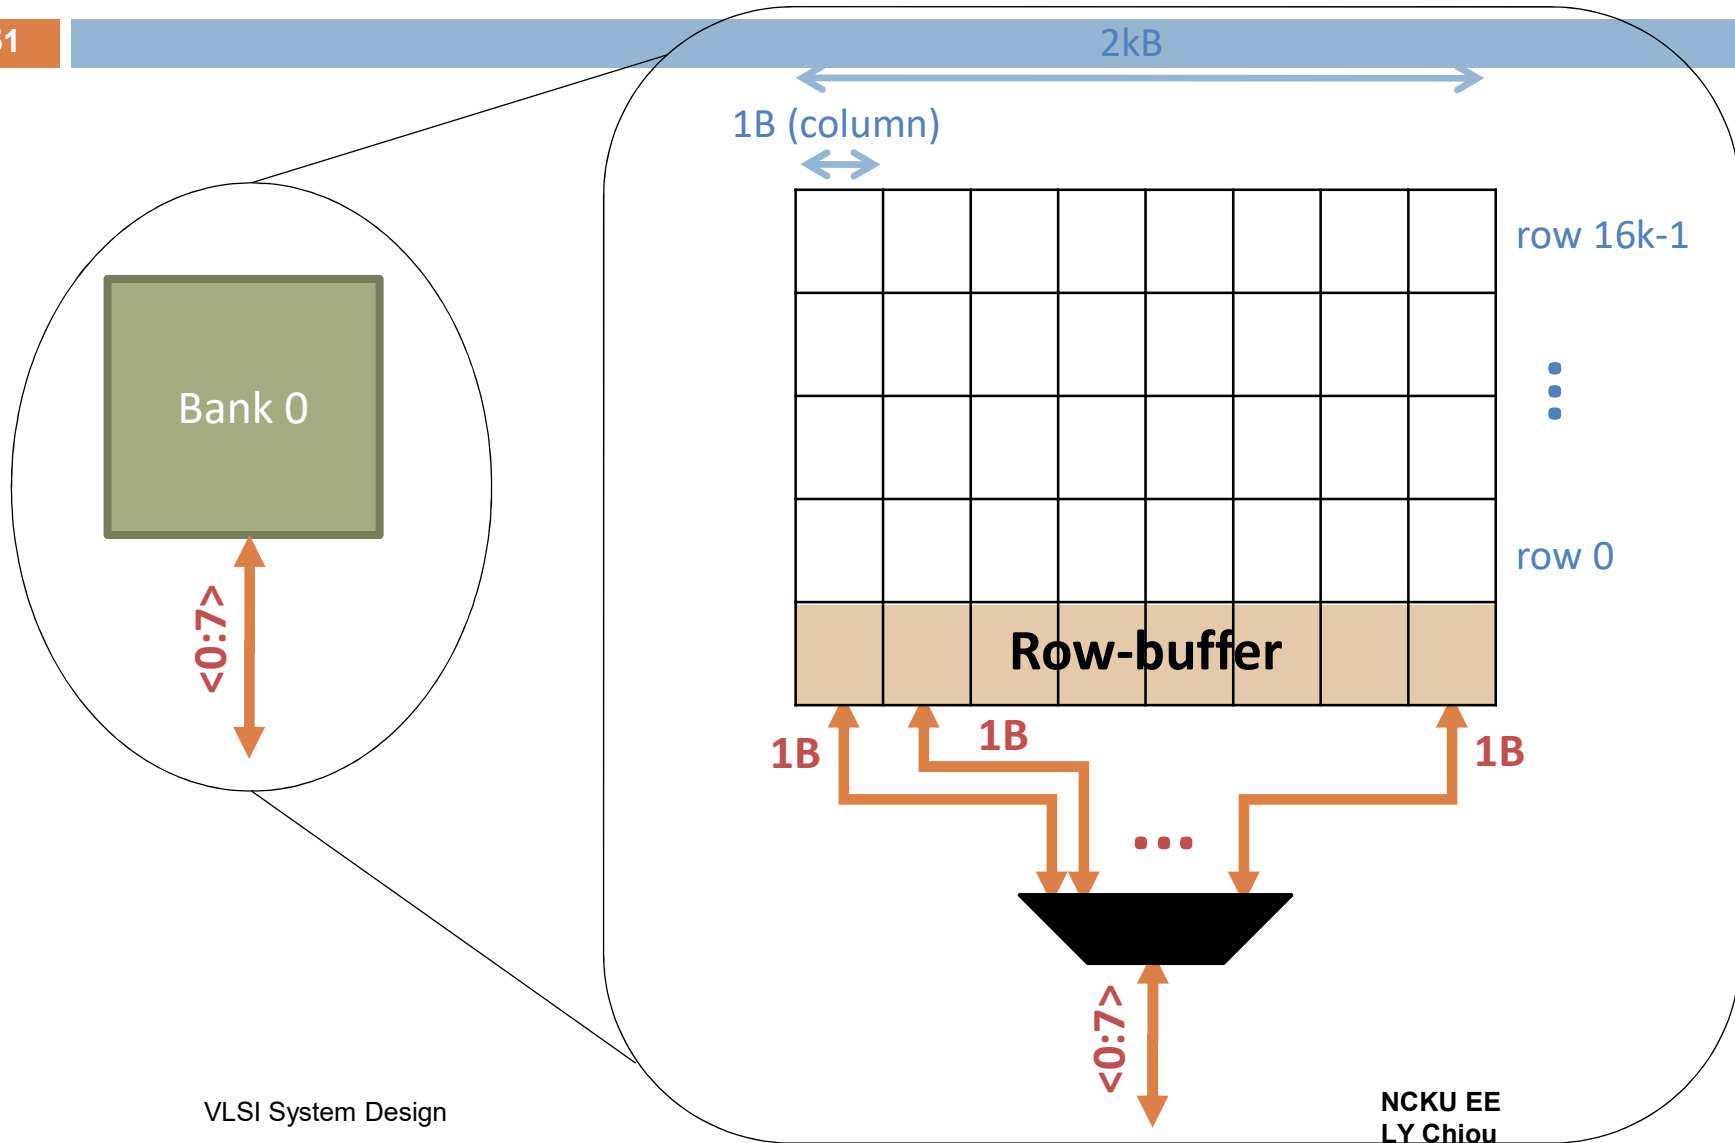 2kB
1B (column)
row 16k-1
Bank 0
row 0
<0:7>
Row-buffer
1B
1B
1B
<0:7>
VLSI System Design
NCKU EE
LY Chiou